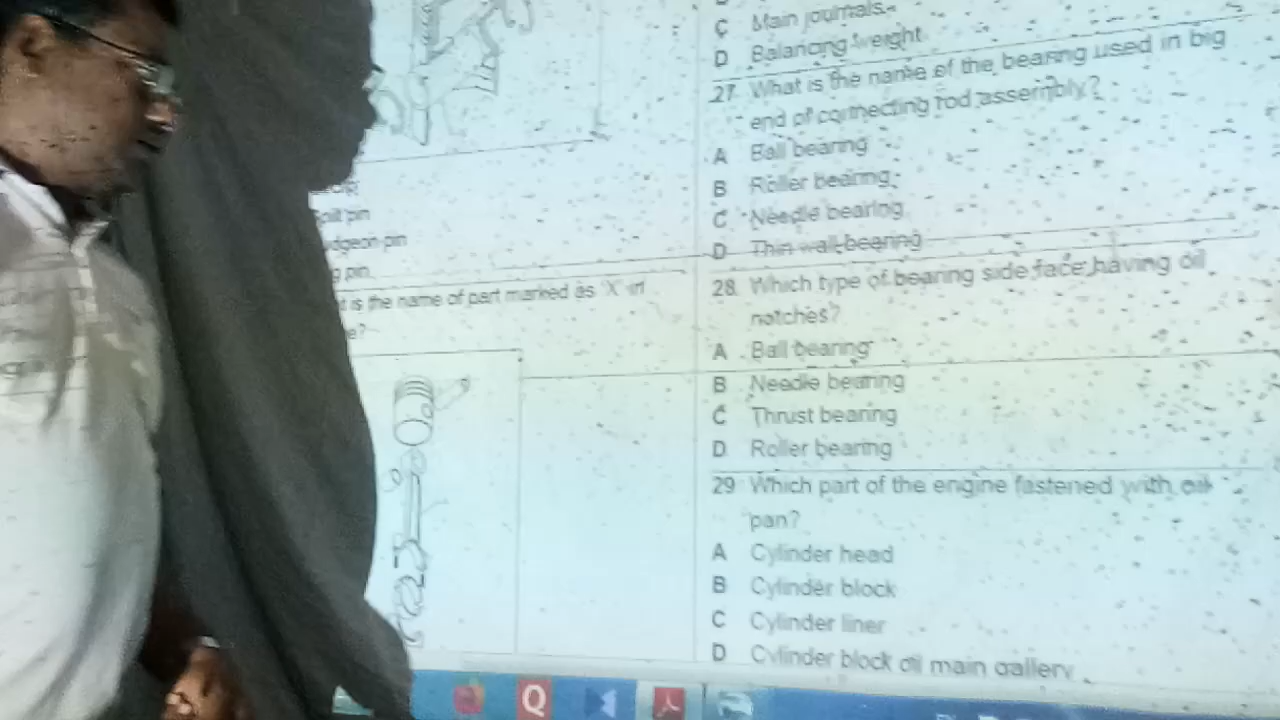 Split pin
pin
pin
is the name of part marked as 'X' in
e?
C Main journals
D Balancing weight
27 What is the name of the bearing used in big
end of connecting rod assembly?
A Ball bearing
B Roller bearing
C Needle bearing
D Thin wall bearing
28 Which type of bearing side face having oil
notches?
A Ball bearing
B Needle bearing
C Thrust bearing
D Roller bearing
29 Which part of the engine fastened with oil
pan?
A Cylinder head
B Cylinder block
C Cylinder liner
D Cylinder block oil main gallery
Q